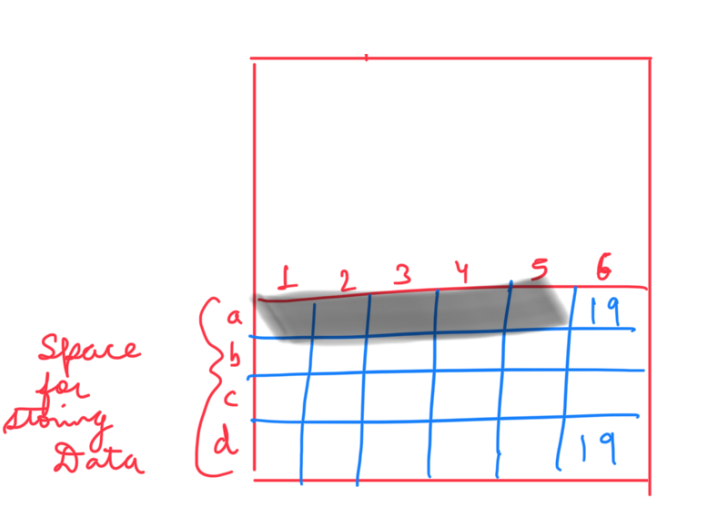 1 2 3 4 5 6
a 19
b
c
d 19
Space
for
storing
Data